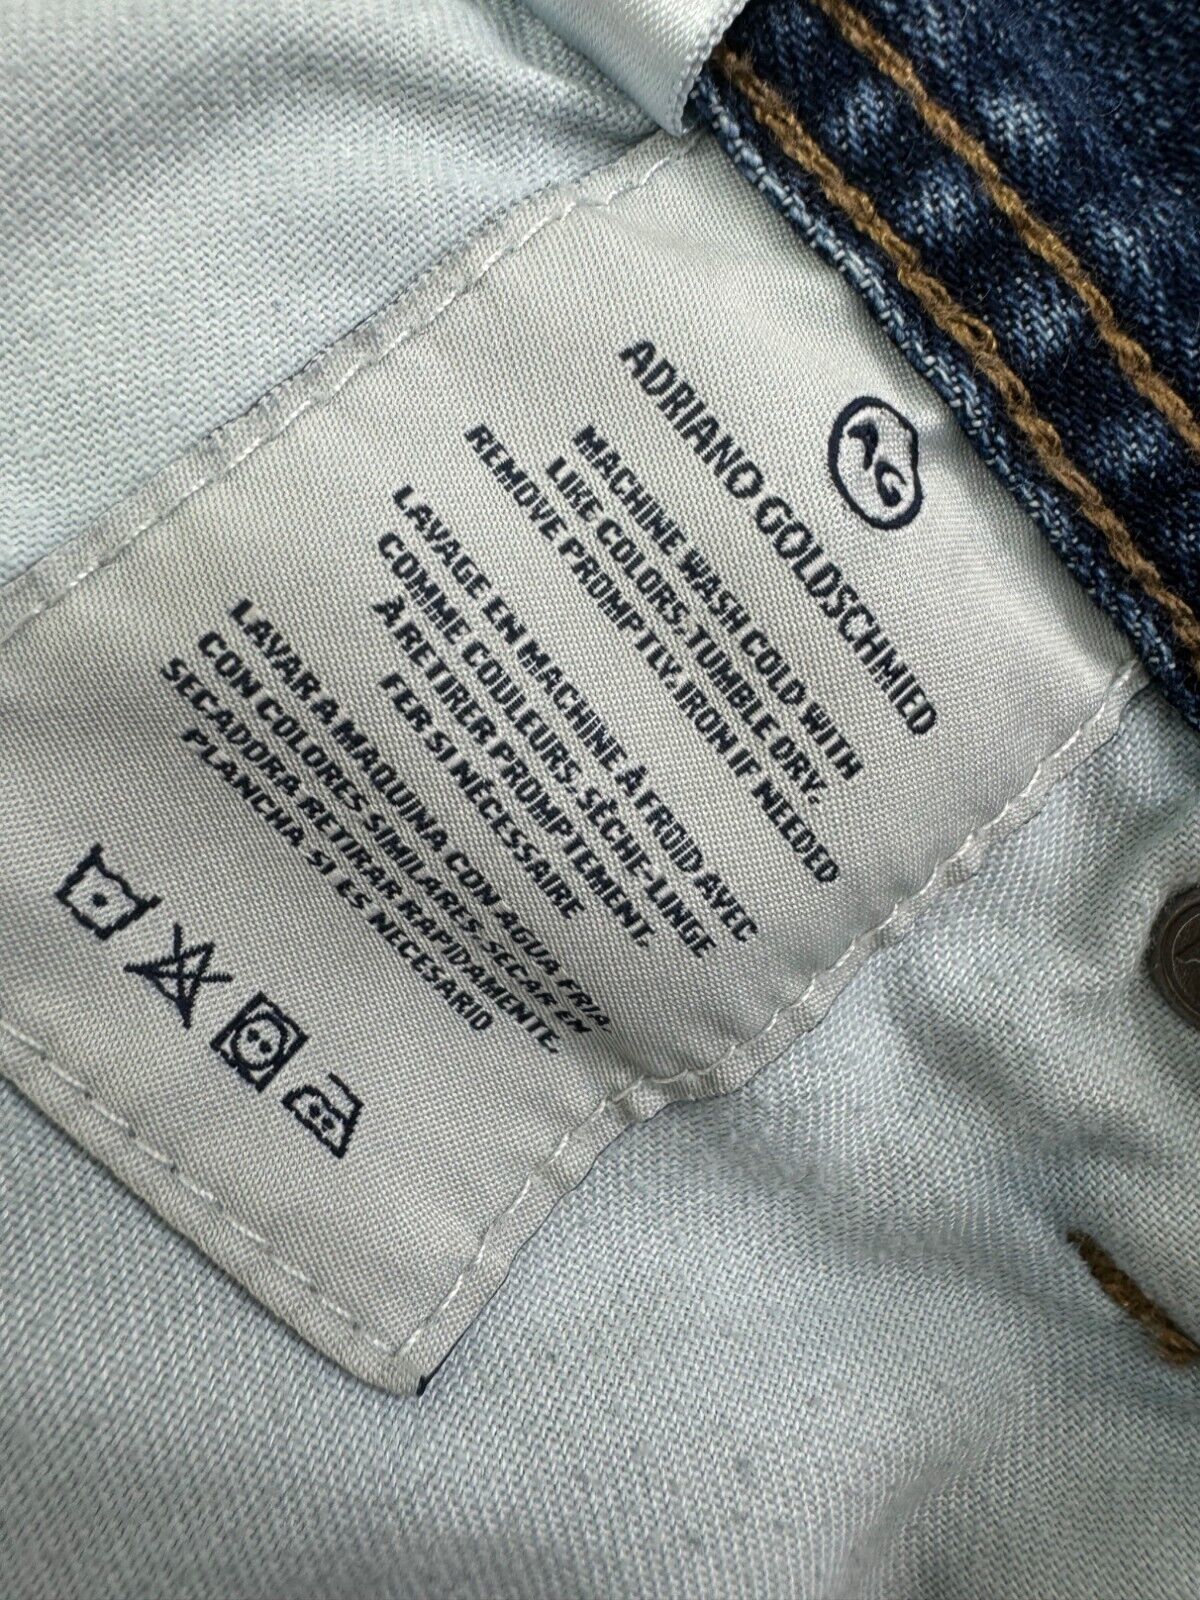 AG
ADRIANO GOLDSCHMIED
MACHINE WASH COLD WITH
LIKE COLORS. TUMBLE DRY.
REMOVE PROMPTLY. IRON IF NEEDED
LAVAGE EN MACHINE À FROID AVEC
COMME COULEURS. SÈCHE-LINGE
À RETIRER PROMPTEMENT.
FER SI NÉCESSAIRE
LAVAR A MAQUINA CON AGUA FRIA
CON COLORES SIMILARES. SECAR EN
SECADORA RETIRAR RAPIDAMENTE.
PLANCHA SI ES NECESARIO